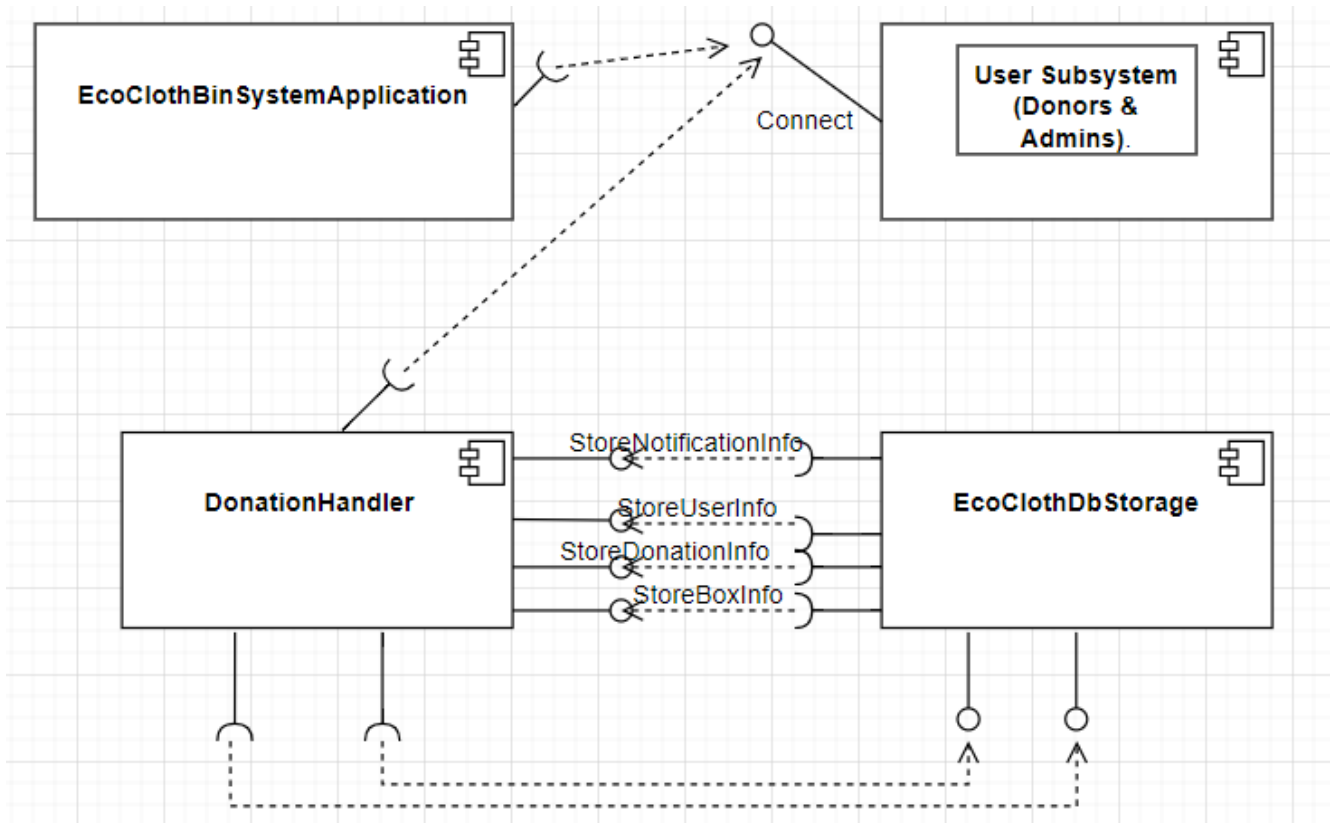 EcoClothBinSystemApplication
User Subsystem
(Donors &
Admins).
Connect
StoreNotificationInfo
DonationHandler
EcoClothDbStorage
StoreUserInfo
StoreDonationInfo
StoreBoxInfo